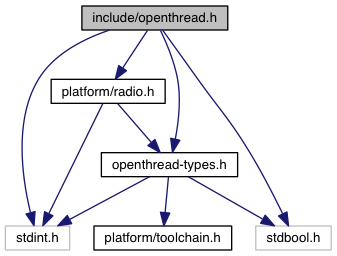 include/openthread.h
platform/radio.h
openthread-types.h
stdint.h
platform/toolchain.h
stdbool.h